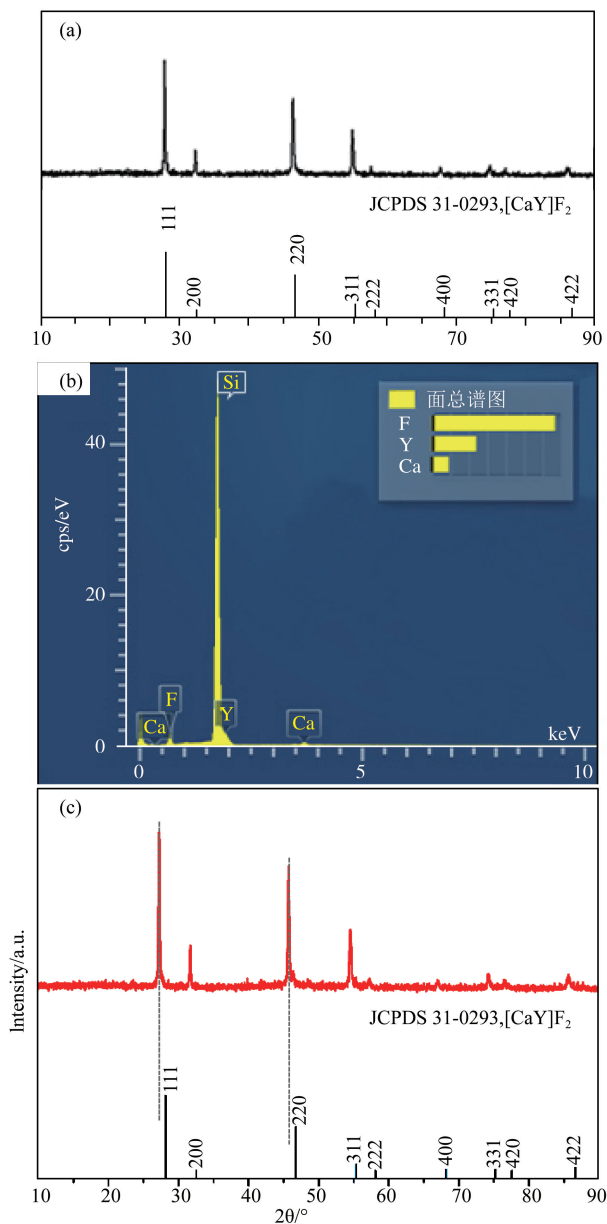 (a)
JCPDS 31-0293,[CaY]F₂
111
200
220
311
222
400
331
420
422
10
30
50
70
90
(b)
Si
面总谱图
F
Y
Ca
40
20
0
cps/eV
Ca
F
Y
Ca
keV
0
5
10
(c)
Intensity/a.u.
JCPDS 31-0293,[CaY]F₂
111
200
220
311
222
400
331
420
422
10
20
30
40
50
60
70
80
90
2θ/°